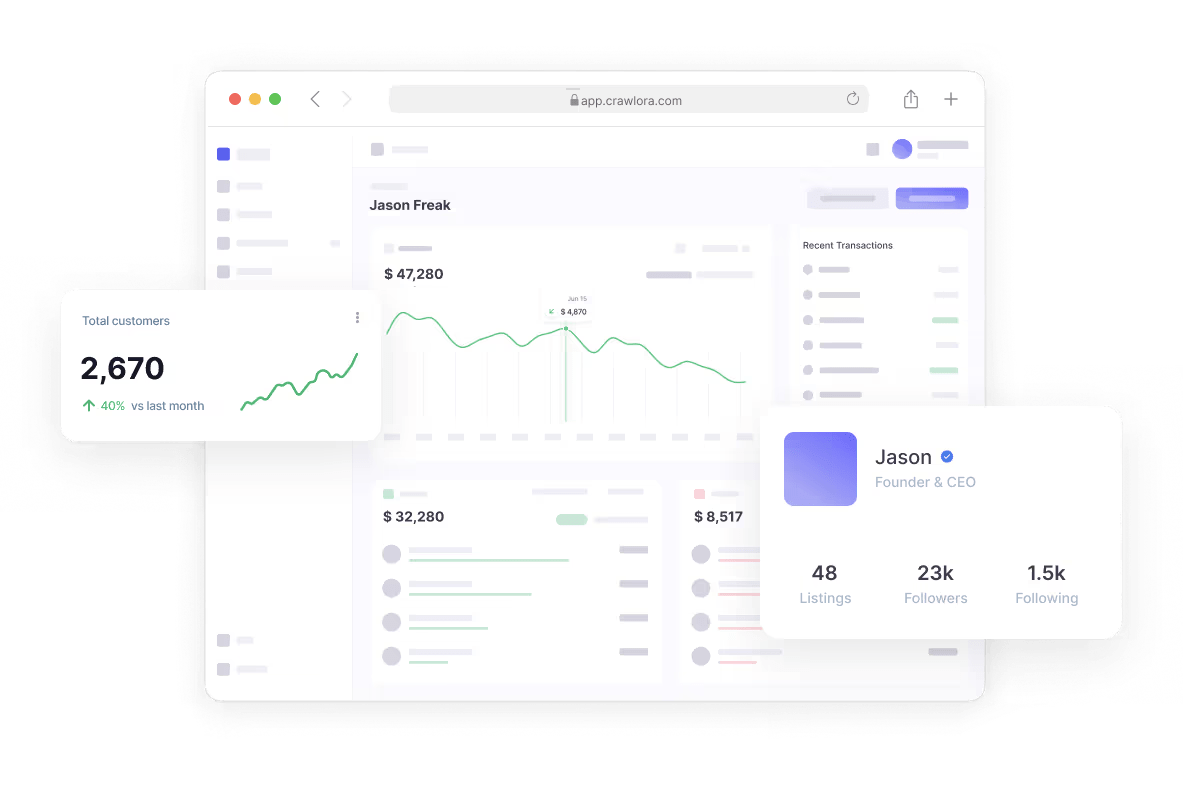 app.crawlora.com
Jason Freak
$ 47,280
Jun 15
$ 4,870
Recent Transactions
Total customers
2,670
40% vs last month
$ 32,280
$ 8,517
Jason
Founder & CEO
48
Listings
23k
Followers
1.5k
Following